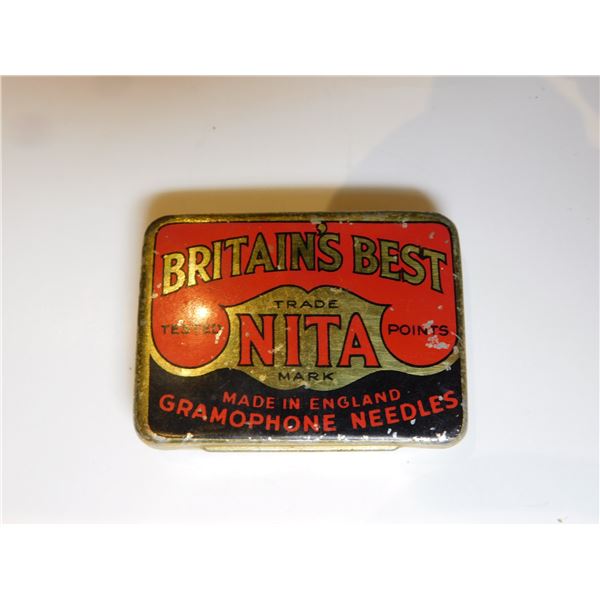 BRITAIN'S BEST
TRADE
TESTED NITA POINTS
MARK
MADE IN ENGLAND
GRAMOPHONE NEEDLES